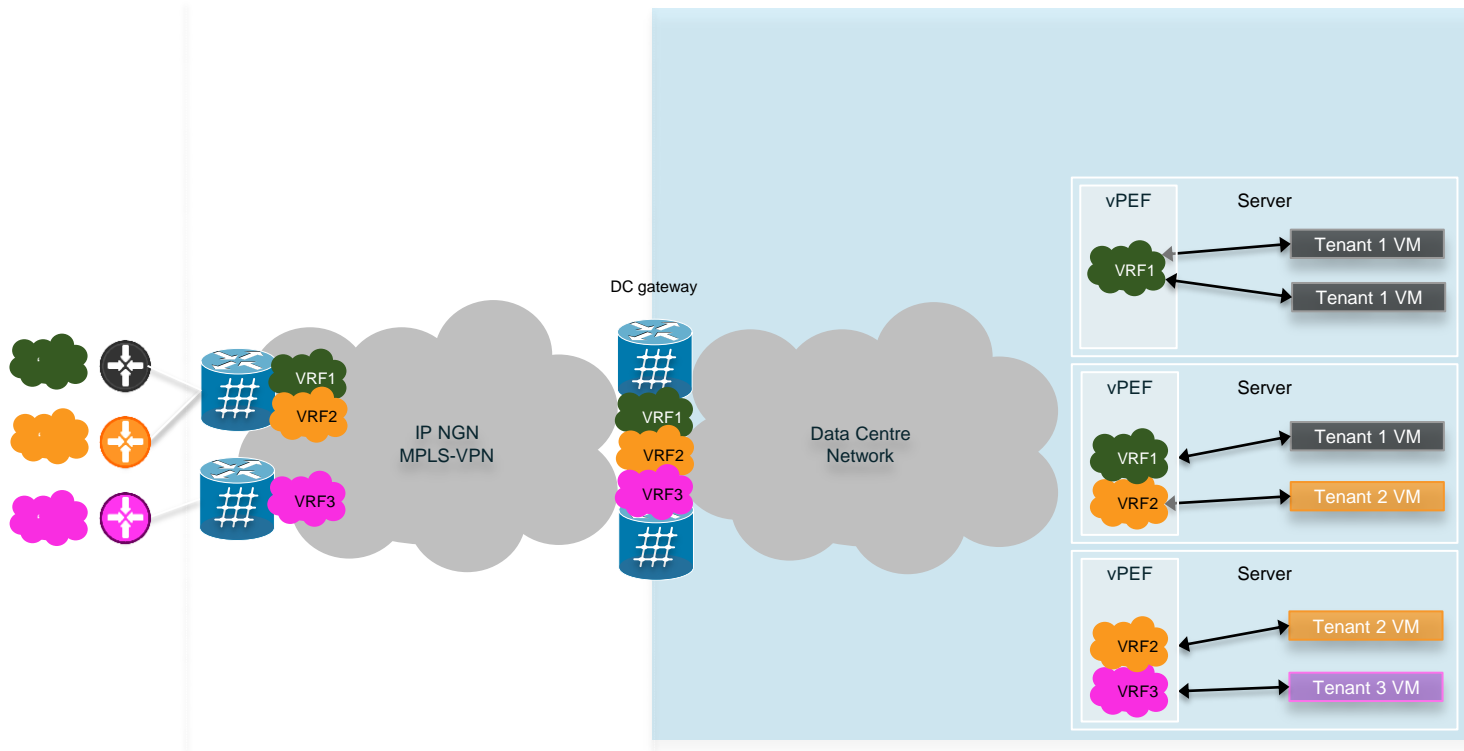 DC gateway
VRF1
VRF2
VRF3
IP NGN
MPLS-VPN
VRF1
VRF2
VRF3
Data Centre
Network
vPEF
Server
VRF1
Tenant 1 VM
Tenant 1 VM
vPEF
Server
VRF1
VRF2
Tenant 1 VM
Tenant 2 VM
vPEF
Server
VRF2
VRF3
Tenant 2 VM
Tenant 3 VM